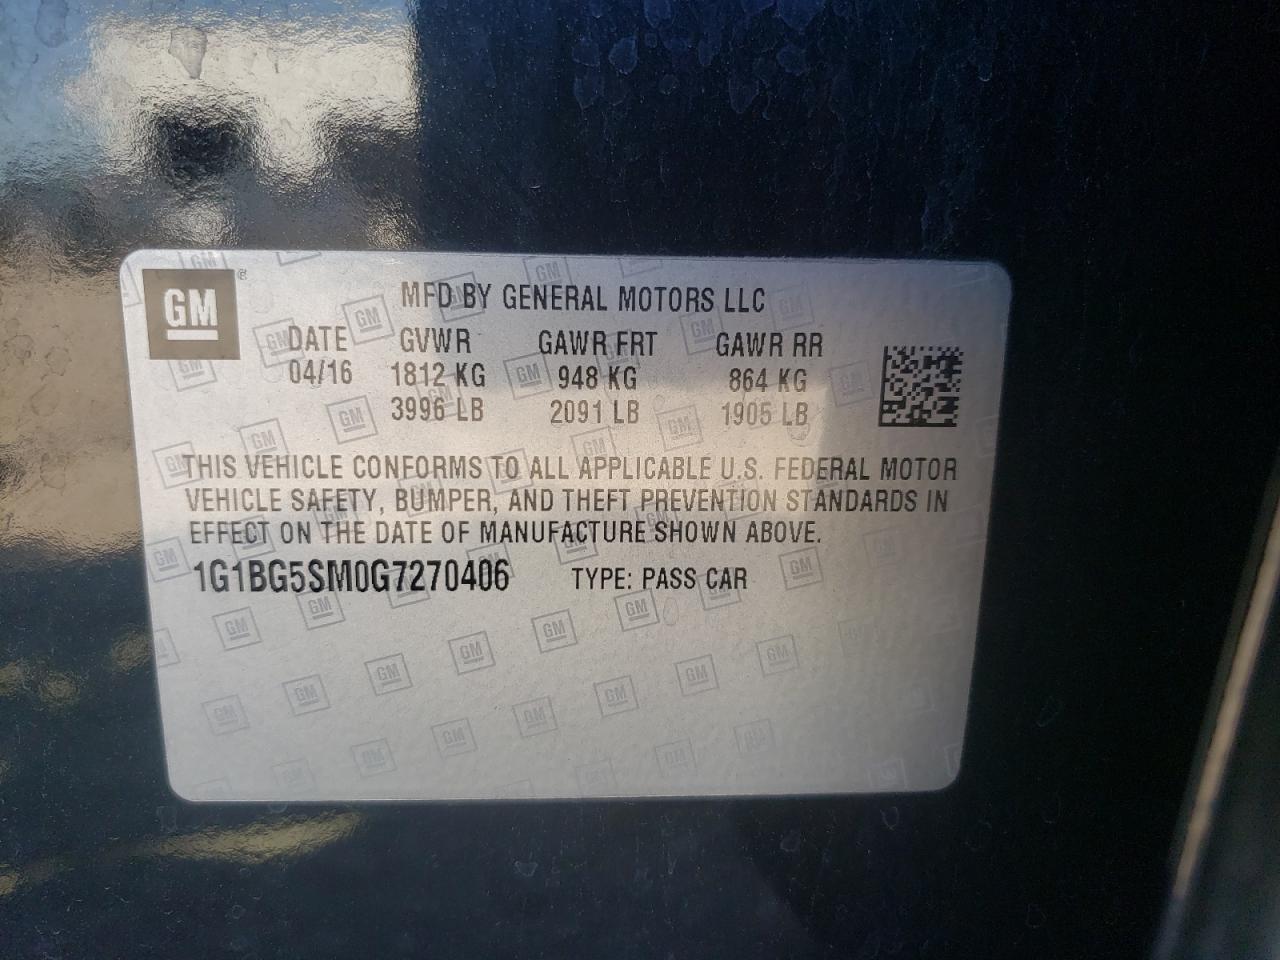 GM ®
MFD BY GENERAL MOTORS LLC
DATE GVWR GAWR FRT GAWR RR
04/16 1812 KG 948 KG 864 KG
3996 LB 2091 LB 1905 LB
THIS VEHICLE CONFORMS TO ALL APPLICABLE U.S. FEDERAL MOTOR
VEHICLE SAFETY, BUMPER, AND THEFT PREVENTION STANDARDS IN
EFFECT ON THE DATE OF MANUFACTURE SHOWN ABOVE.
1G1BG5SM0G7270406 TYPE: PASS CAR